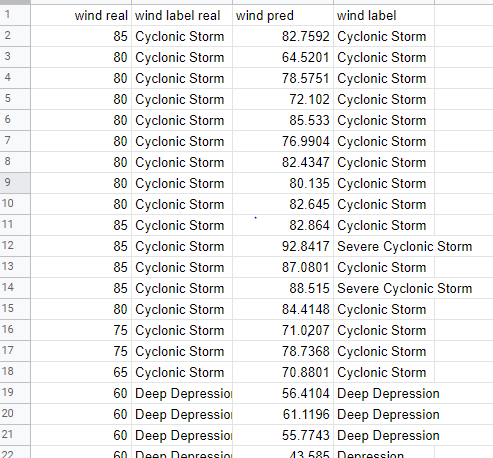 1 wind real wind label real wind pred wind label
2 85 Cyclonic Storm 82.7592 Cyclonic Storm
3 80 Cyclonic Storm 64.5201 Cyclonic Storm
4 80 Cyclonic Storm 78.5751 Cyclonic Storm
5 80 Cyclonic Storm 72.102 Cyclonic Storm
6 80 Cyclonic Storm 85.533 Cyclonic Storm
7 80 Cyclonic Storm 76.9904 Cyclonic Storm
8 80 Cyclonic Storm 82.4347 Cyclonic Storm
9 80 Cyclonic Storm 80.135 Cyclonic Storm
10 80 Cyclonic Storm 82.645 Cyclonic Storm
11 85 Cyclonic Storm 82.864 Cyclonic Storm
12 85 Cyclonic Storm 92.8417 Severe Cyclonic Storm
13 85 Cyclonic Storm 87.0801 Cyclonic Storm
14 85 Cyclonic Storm 88.515 Severe Cyclonic Storm
15 80 Cyclonic Storm 84.4148 Cyclonic Storm
16 75 Cyclonic Storm 71.0207 Cyclonic Storm
17 75 Cyclonic Storm 78.7368 Cyclonic Storm
18 65 Cyclonic Storm 70.8801 Cyclonic Storm
19 60 Deep Depressio 56.4104 Deep Depression
20 60 Deep Depressio 61.1196 Deep Depression
21 60 Deep Depressio 55.7743 Deep Depression
22 60 Deep Depressio 43.585 Depression